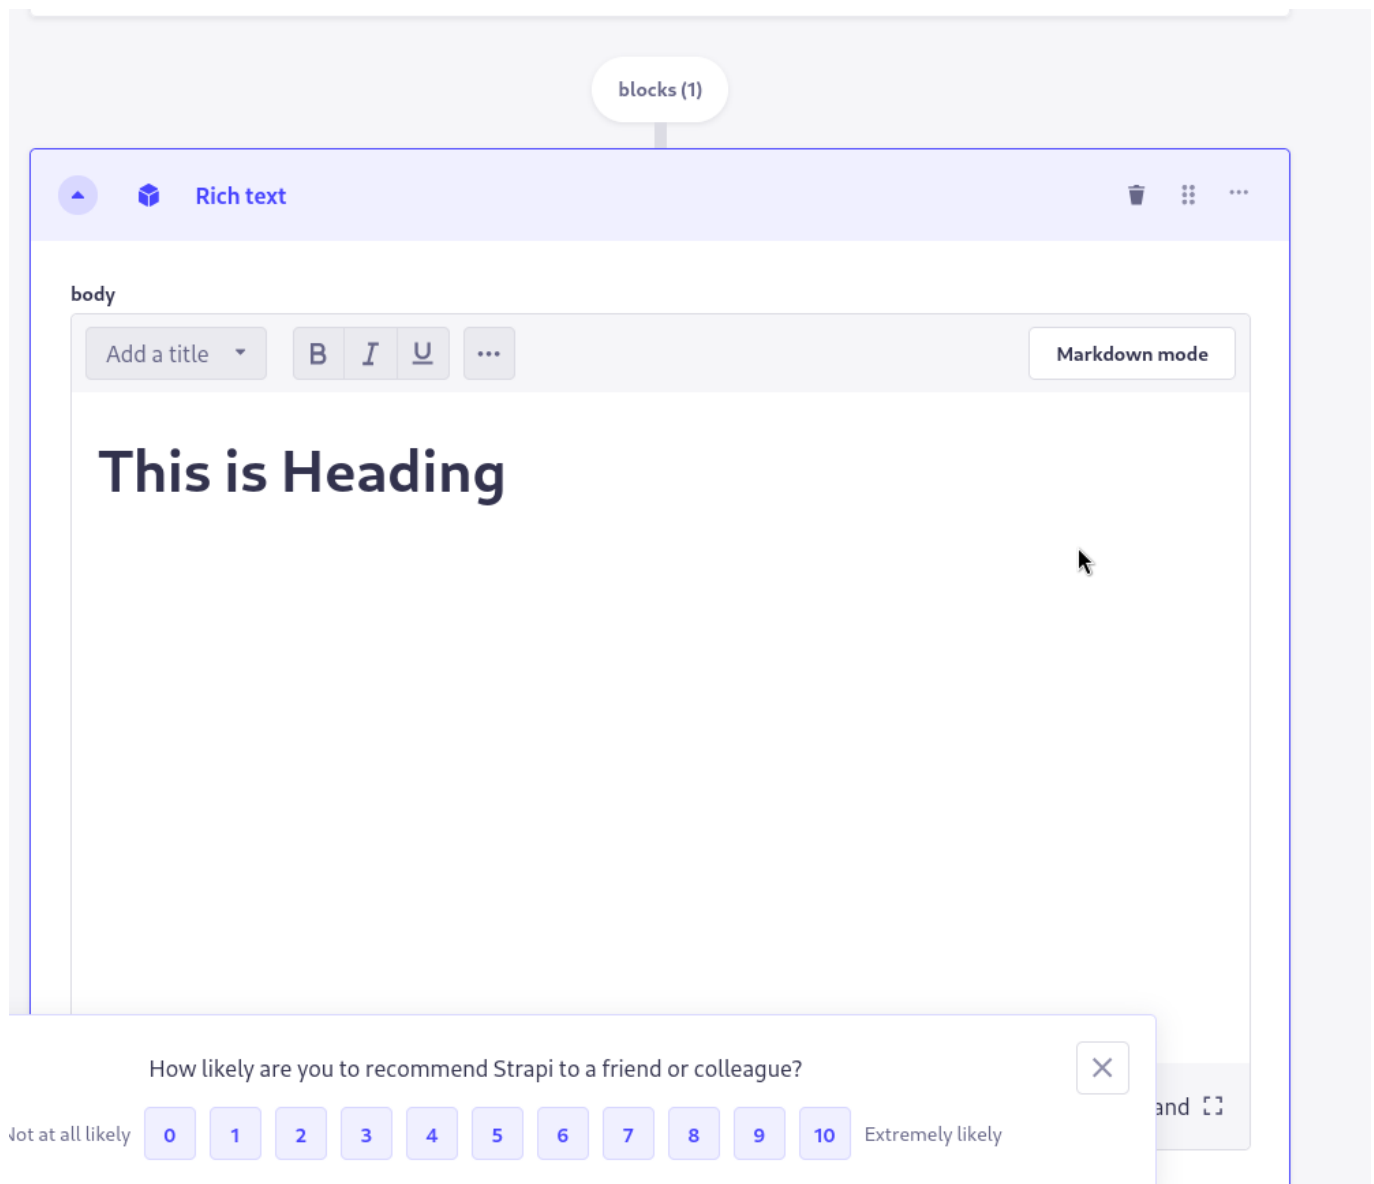 blocks (1)
Rich text
body
Add a title
B I U
Markdown mode
This is Heading
How likely are you to recommend Strapi to a friend or colleague?
Not at all likely 0 1 2 3 4 5 6 7 8 9 10 Extremely likely